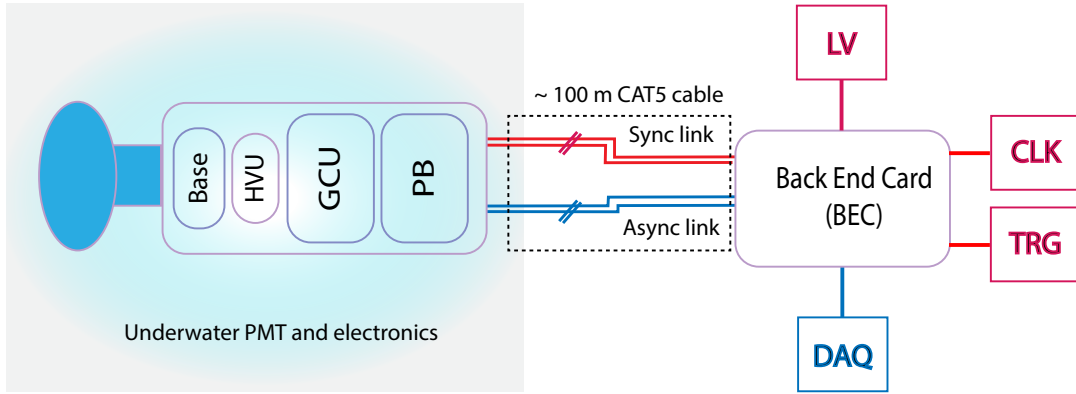 LV
~ 100 m CAT5 cable
Sync link
CLK
Base
HVU
GCU
PB
Back End Card
(BEC)
Async link
TRG
Underwater PMT and electronics
DAQ